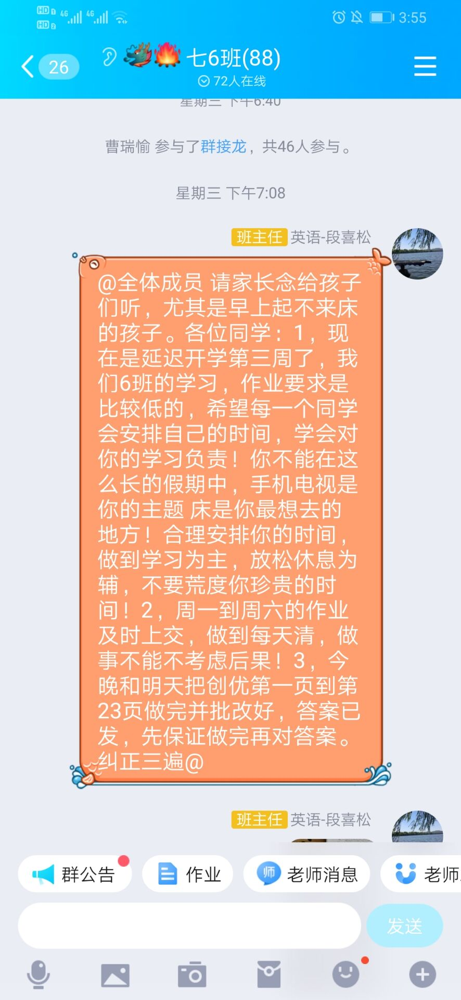 HD 1 4G 4G
HD 2
3:55
26
七6班(88)
72人在线
星期三 下午6:40
曹瑞愉 参与了群接龙，共46人参与。
星期三 下午7:08
班主任 英语-段喜松
@全体成员 请家长念给孩子
们听，尤其是早上起不来床
的孩子。各位同学：1，现
在是延迟开学第三周了，我
们6班的学习，作业要求是
比较低的，希望每一个同学
会安排自己的时间，学会对
你的学习负责！你不能在这
么长的假期中，手机电视是
你的主题 床是你最想去的
地方！合理安排你的时间，
做到学习为主，放松休息为
辅，不要荒度你珍贵的时
间！2，周一到周六的作业
及时上交，做到每天清，做
事不能不考虑后果！3，今
晚和明天把创优第一页到第
23页做完并批改好，答案已
发，先保证做完再对答案。
纠正三遍@
班主任 英语-段喜松
群公告 作业 师 老师消息 老师
发送